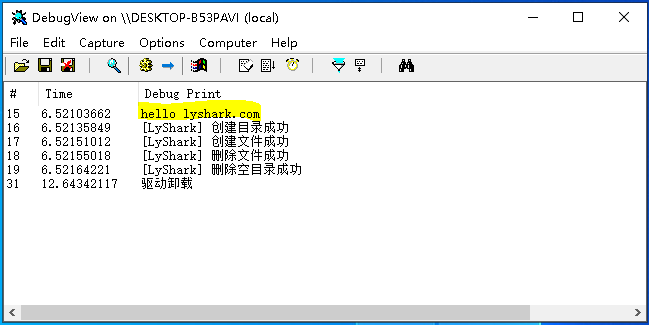 DebugView on \\DESKTOP-B53PAVI (local)
File Edit Capture Options Computer Help
# Time Debug Print
15 6.52103662 hello lyshark.com
16 6.52135849 [LyShark] 创建目录成功
17 6.52151012 [LyShark] 创建文件成功
18 6.52155018 [LyShark] 删除文件成功
19 6.52164221 [LyShark] 删除空目录成功
31 12.64342117 驱动卸载